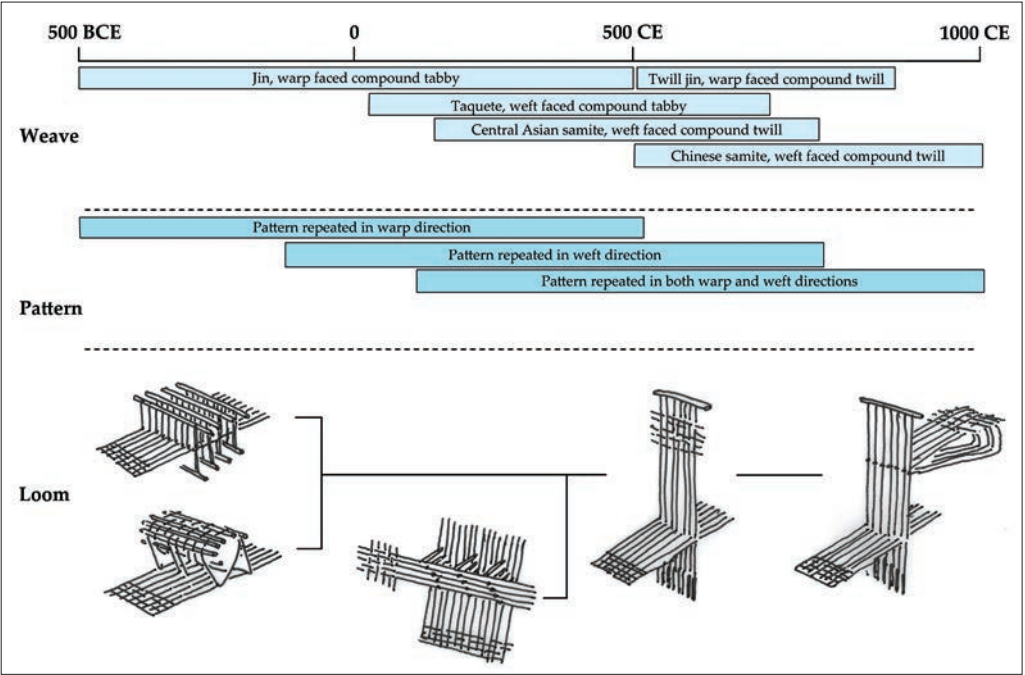 500 BCE 0 500 CE 1000 CE
Jin, warp faced compound tabby Twill jin, warp faced compound twill
Taquete, weft faced compound tabby
Weave
Central Asian samite, weft faced compound twill
Chinese samite, weft faced compound twill
Pattern repeated in warp direction
Pattern repeated in weft direction
Pattern repeated in both warp and weft directions
Pattern
Loom